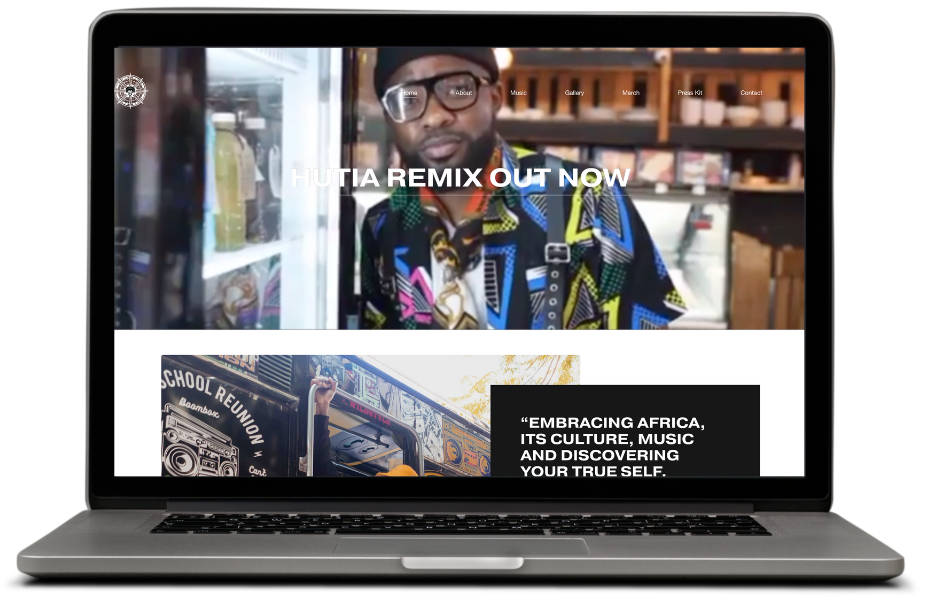 Home About Music Gallery Merch Press Kit Contact
HUTIA REMIX OUT NOW
SCHOOL REUNION
Boombox
“EMBRACING AFRICA,
ITS CULTURE, MUSIC
AND DISCOVERING
YOUR TRUE SELF.